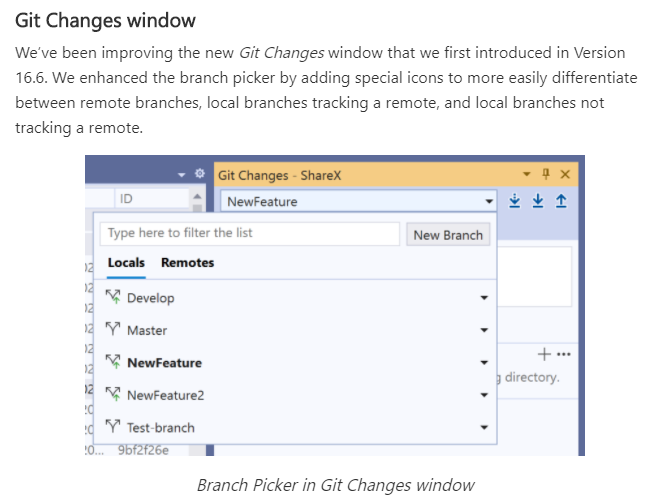 Git Changes window
We've been improving the new Git Changes window that we first introduced in Version
16.6. We enhanced the branch picker by adding special icons to more easily differentiate
between remote branches, local branches tracking a remote, and local branches not
tracking a remote.
Git Changes - ShareX
ID
NewFeature
Type here to filter the list
New Branch
Locals Remotes
Develop
Master
NewFeature
directory.
NewFeature2
Test-branch
9bf2f26e
Branch Picker in Git Changes window